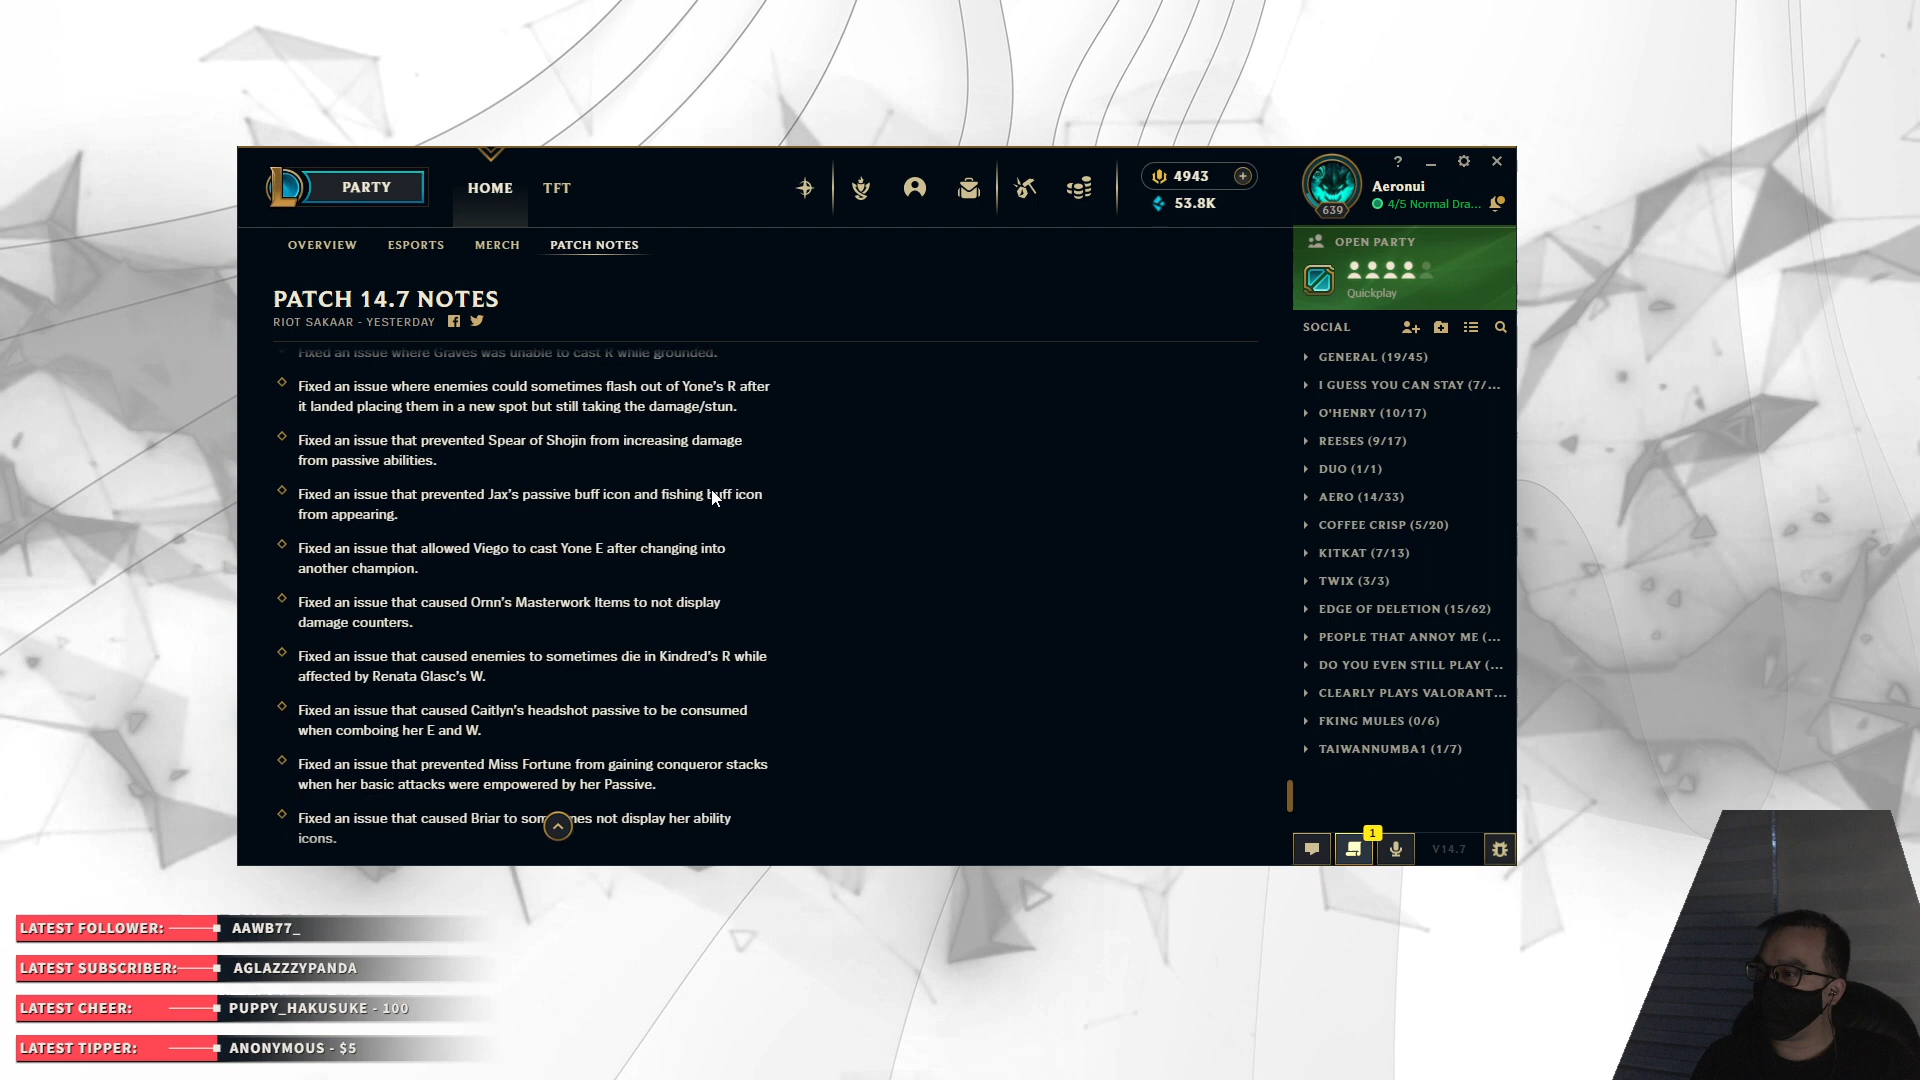 PARTY
HOME
TFT
4943
53.8K
639
Aeronui
4/5 Normal Dra...
OVERVIEW
ESPORTS
MERCH
PATCH NOTES
OPEN PARTY
Quickplay
PATCH 14.7 NOTES
RIOT SAKAAR - YESTERDAY
Fixed an issue where Graves was unable to cast R while grounded.
Fixed an issue where enemies could sometimes flash out of Yone's R after
it landed placing them in a new spot but still taking the damage/stun.
Fixed an issue that prevented Spear of Shojin from increasing damage
from passive abilities.
Fixed an issue that prevented Jax's passive buff icon and fishing buff icon
from appearing.
Fixed an issue that allowed Viego to cast Yone E after changing into
another champion.
Fixed an issue that caused Ornn's Masterwork Items to not display
damage counters.
Fixed an issue that caused enemies to sometimes die in Kindred's R while
affected by Renata Glasc's W.
Fixed an issue that caused Caitlyn's headshot passive to be consumed
when comboing her E and W.
Fixed an issue that prevented Miss Fortune from gaining conqueror stacks
when her basic attacks were empowered by her Passive.
Fixed an issue that caused Briar to sometimes not display her ability
icons.
SOCIAL
GENERAL (19/45)
I GUESS YOU CAN STAY (7/...
O'HENRY (10/17)
REESES (9/17)
DUO (1/1)
AERO (14/33)
COFFEE CRISP (5/20)
KITKAT (7/13)
TWIX (3/3)
EDGE OF DELETION (15/62)
PEOPLE THAT ANNOY ME (...
DO YOU EVEN STILL PLAY (...
CLEARLY PLAYS VALORANT...
FKING MULES (0/6)
TAIWANNUMBA1 (1/7)
1
V14.7
LATEST FOLLOWER: AAWB77_
LATEST SUBSCRIBER: AGLAZZZYPANDA
LATEST CHEER: PUPPY_HAKUSUKE - 100
LATEST TIPPER: ANONYMOUS - $5